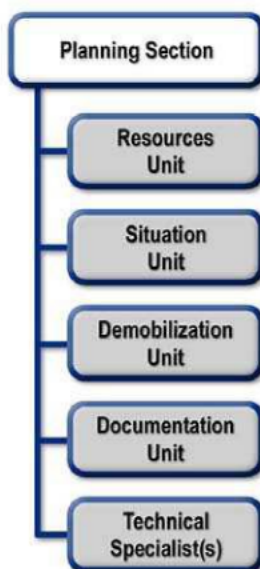 Planning Section
Resources
Unit
Situation
Unit
Demobilization
Unit
Documentation
Unit
Technical
Specialist(s)